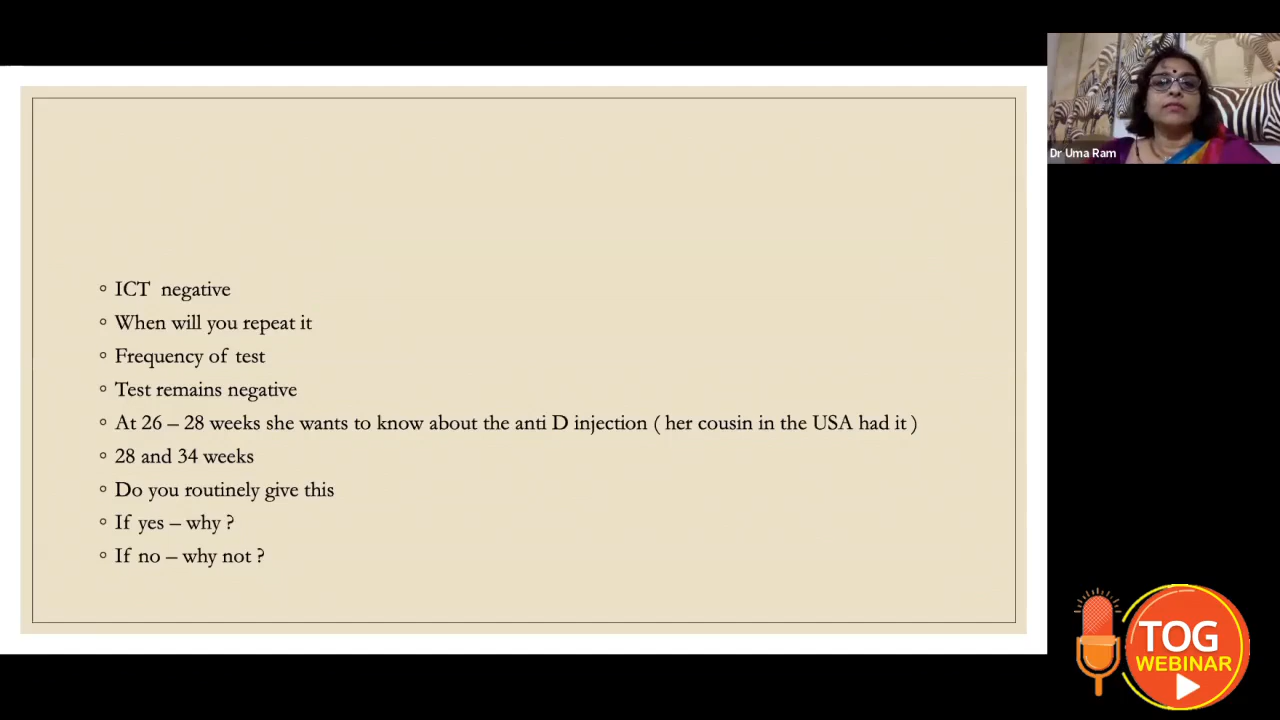 Dr Uma Ram
◦ ICT negative
◦ When will you repeat it
◦ Frequency of test
◦ Test remains negative
◦ At 26 – 28 weeks she wants to know about the anti D injection ( her cousin in the USA had it )
◦ 28 and 34 weeks
◦ Do you routinely give this
◦ If yes – why ?
◦ If no – why not ?
TOG
WEBINAR